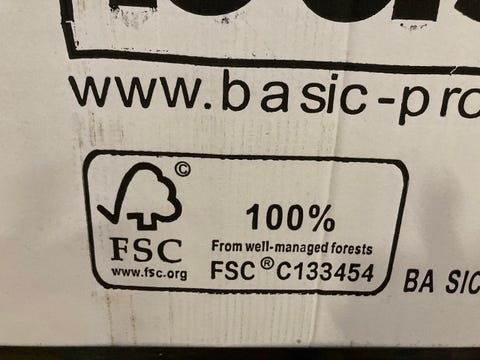 www.basic-pro
©
100%
FSC
From well-managed forests
www.fsc.org
FSC® C133454
BA SIC